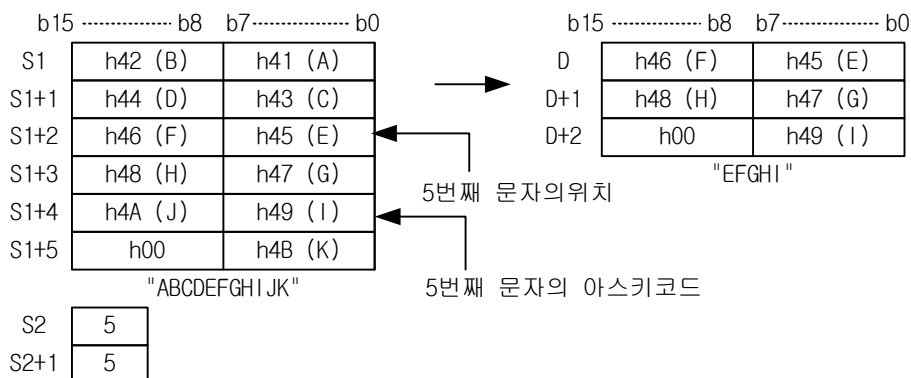 b15 ---------- b8 b7---------- b0
S1 h42 (B) h41 (A)
S1+1 h44 (D) h43 (C)
S1+2 h46 (F) h45 (E)
S1+3 h48 (H) h47 (G)
S1+4 h4A (J) h49 (I)
S1+5 h00 h4B (K)
"ABCDEFGHIJK"
S2 5
S2+1 5
5번째 문자의위치
5번째 문자의 아스키코드
b15 ---------- b8 b7---------- b0
D h46 (F) h45 (E)
D+1 h48 (H) h47 (G)
D+2 h00 h49 (I)
"EFGHI"